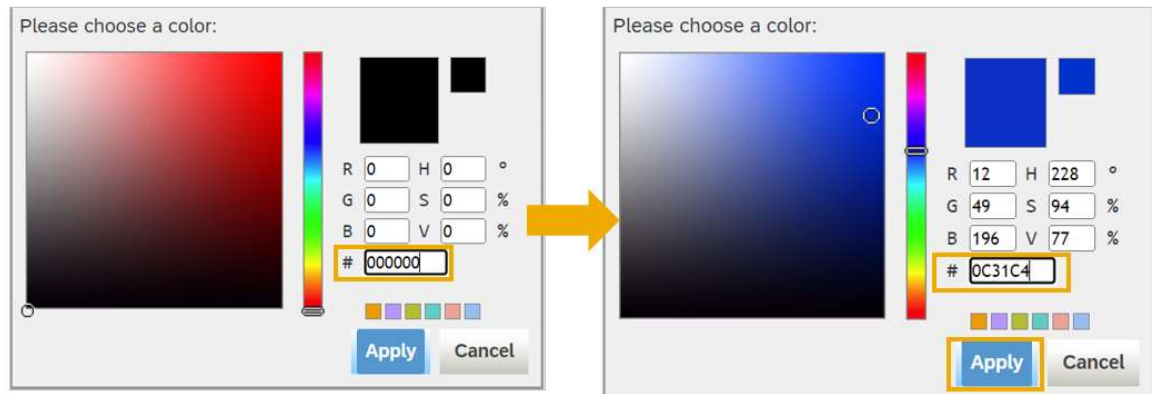 Please choose a color:
R 0 H 0 °
G 0 S 0 %
B 0 V 0 %
# 000000
Apply Cancel
Please choose a color:
R 12 H 228 °
G 49 S 94 %
B 196 V 77 %
# 0C31C4
Apply Cancel